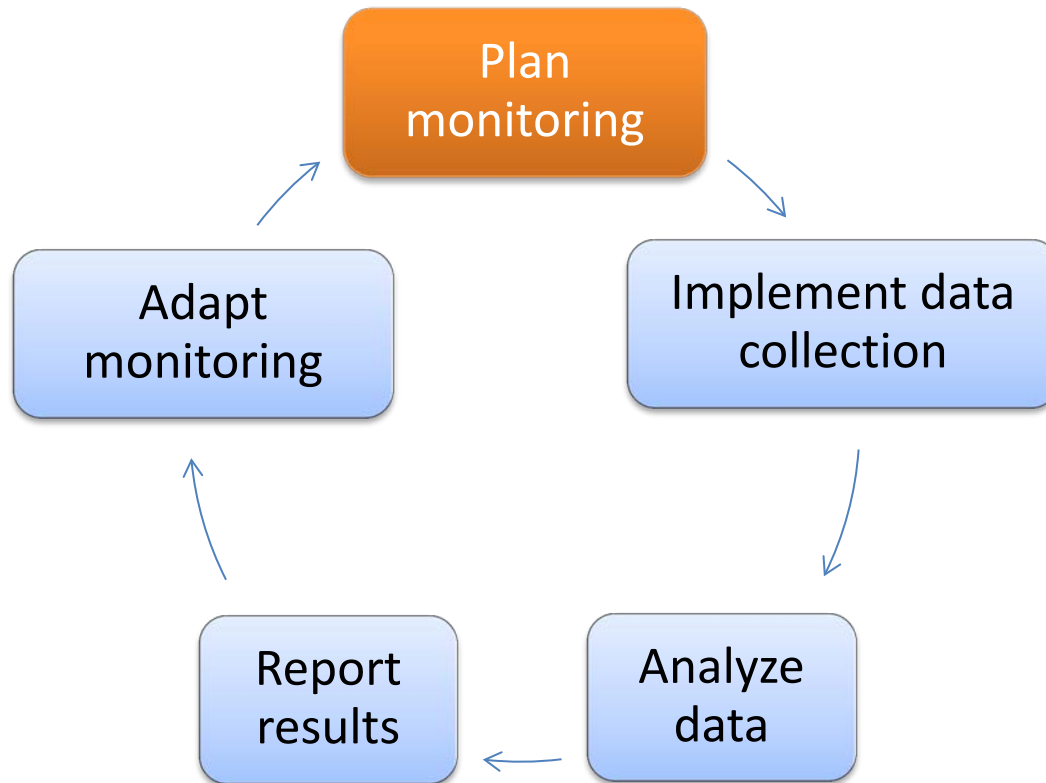 Plan
monitoring
Implement data
collection
Analyze
data
Report
results
Adapt
monitoring